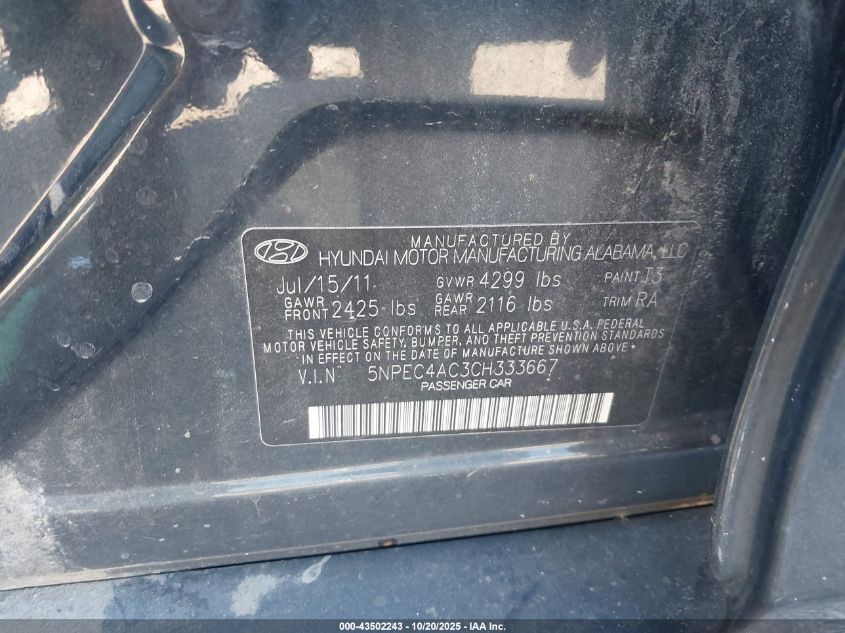 MANUFACTURED BY
HYUNDAI MOTOR MANUFACTURING ALABAMA, LLC
Jul/15/11 GVWR 4299 lbs PAINT J3
GAWR FRONT 2425 lbs GAWR REAR 2116 lbs TRIM RA
THIS VEHICLE CONFORMS TO ALL APPLICABLE U.S.A. FEDERAL
MOTOR VEHICLE SAFETY, BUMPER, AND THEFT PREVENTION STANDARDS
IN EFFECT ON THE DATE OF MANUFACTURE SHOWN ABOVE.
V.I.N 5NPEC4AC3CH333667
PASSENGER CAR
000-43502243 - 10/20/2025 - IAA Inc.